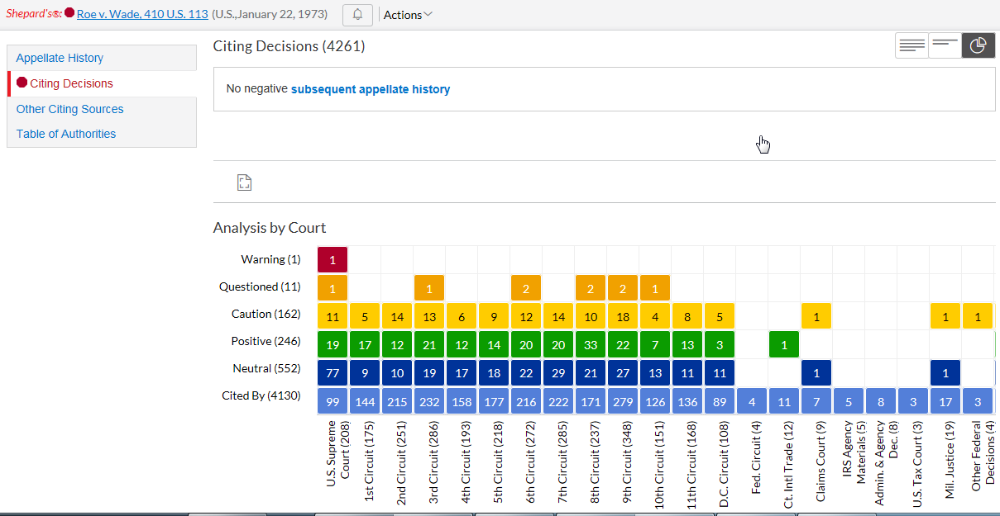 Shepard's®: Roe v. Wade, 410 U.S. 113 (U.S.,January 22, 1973) Actions
Appellate History
Citing Decisions
Other Citing Sources
Table of Authorities
Citing Decisions (4261)
No negative subsequent appellate history
Analysis by Court
Warning (1) 1
Questioned (11) 1 1 2 2 2 1
Caution (162) 11 5 14 13 6 9 12 14 10 18 4 8 5 1 1 1
Positive (246) 19 17 12 21 12 14 20 20 33 22 7 13 3 1
Neutral (552) 77 9 10 19 17 18 22 29 21 27 13 11 11 1 1
Cited By (4130) 99 144 215 232 158 177 216 222 171 279 126 136 89 4 11 7 5 8 3 17 3
U.S. Supreme
Court (208)
1st Circuit (175)
2nd Circuit (251)
3rd Circuit (286)
4th Circuit (193)
5th Circuit (218)
6th Circuit (272)
7th Circuit (285)
8th Circuit (237)
9th Circuit (348)
10th Circuit (151)
11th Circuit (168)
D.C. Circuit (108)
Fed. Circuit (4)
Ct. Intl Trade (12)
Claims Court (9)
IRS Agency
Materials (5)
Admin. & Agency
Dec. (8)
U.S. Tax Court (3)
Mil. Justice (19)
Other Federal
Decisions (4)